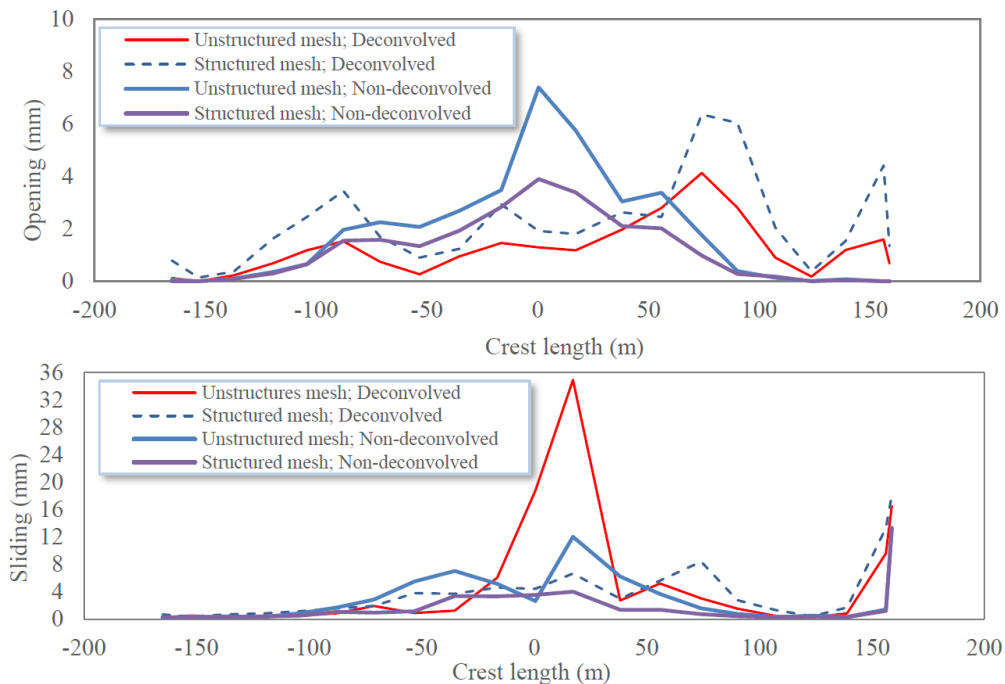 10
8
6
4
2
0
Opening (mm)
Unstructured mesh; Deconvolved
Structured mesh; Deconvolved
Unstructured mesh; Non-deconvolved
Structured mesh; Non-deconvolved
-200 -150 -100 -50 0 50 100 150 200
Crest length (m)
36
32
28
24
20
16
12
8
4
0
Sliding (mm)
Unstructures mesh; Deconvolved
Structured mesh; Deconvolved
Unstructured mesh; Non-deconvolved
Structured mesh; Non-deconvolved
-200 -150 -100 -50 0 50 100 150 200
Crest length (m)